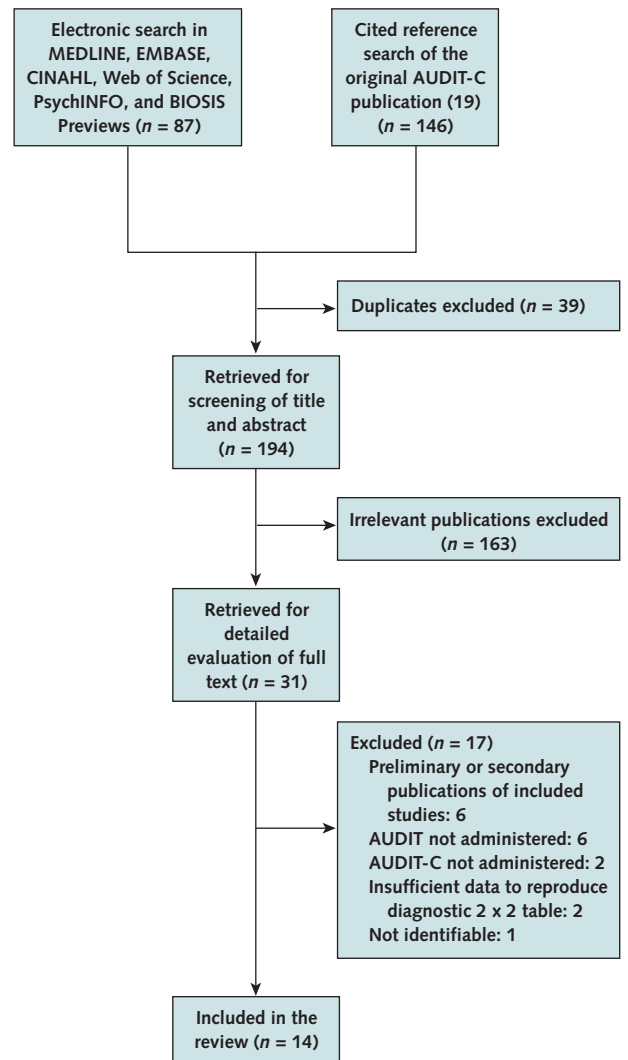 Electronic search in
MEDLINE, EMBASE,
CINAHL, Web of Science,
PsychINFO, and BIOSIS
Previews (n = 87)
Cited reference
search of the
original AUDIT-C
publication (19)
(n = 146)
Duplicates excluded (n = 39)
Retrieved for
screening of title
and abstract
(n = 194)
Irrelevant publications excluded
(n = 163)
Retrieved for
detailed
evaluation of full
text (n = 31)
Excluded (n = 17)
Preliminary or secondary
publications of included
studies: 6
AUDIT not administered: 6
AUDIT-C not administered: 2
Insufficient data to reproduce
diagnostic 2 x 2 table: 2
Not identifiable: 1
Included in the
review (n = 14)